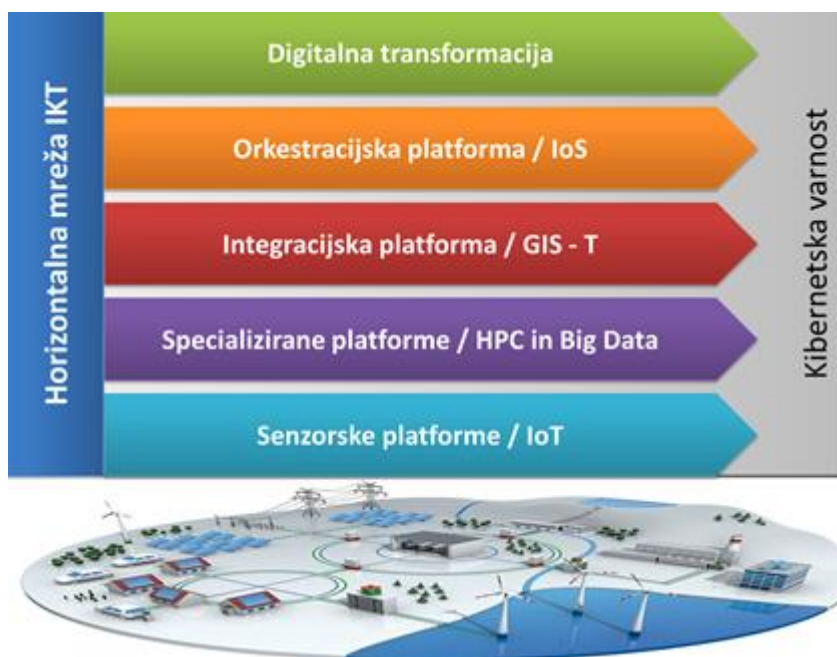 Horizontalna mreža IKT
Digitalna transformacija
Orkestracijska platforma / IoS
Integracijska platforma / GIS - T
Specializirane platforme / HPC in Big Data
Senzorske platforme / IoT
Kibernetska varnost